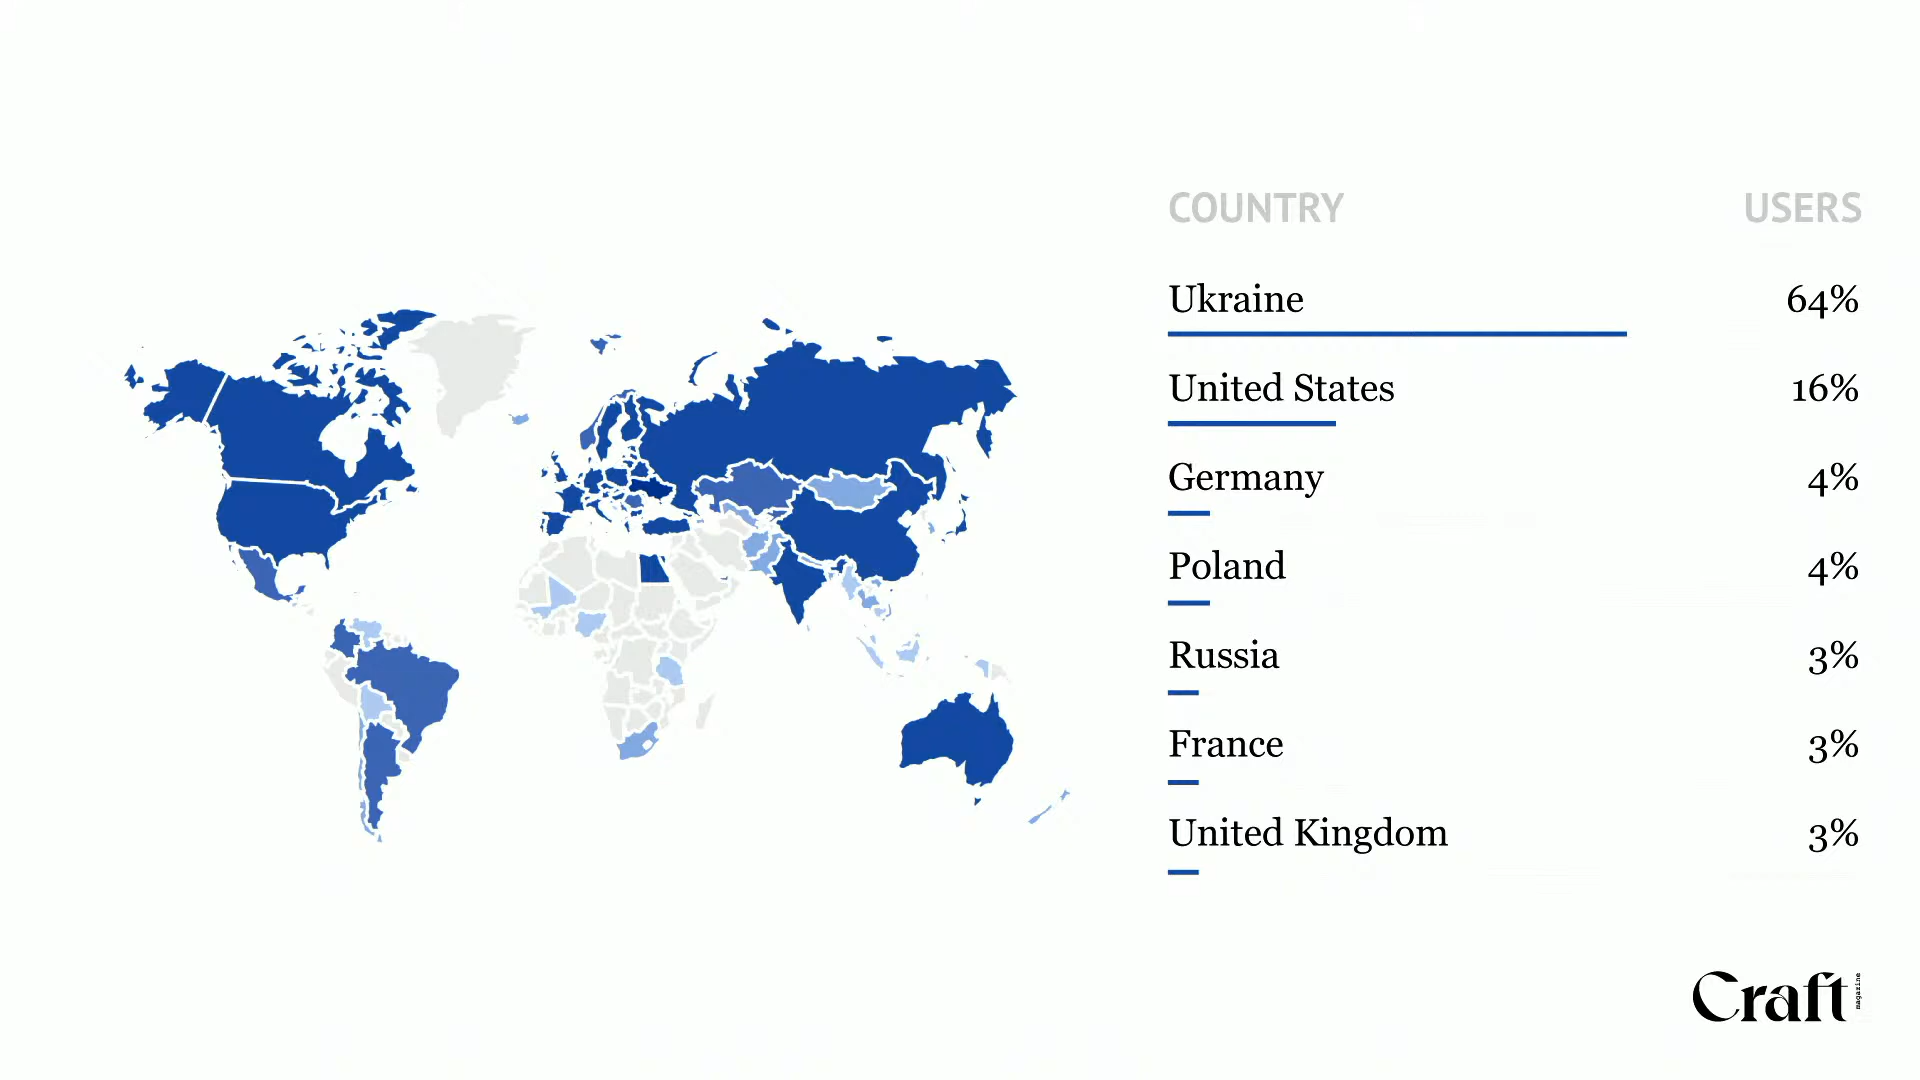 COUNTRY USERS
Ukraine 64%
United States 16%
Germany 4%
Poland 4%
Russia 3%
France 3%
United Kingdom 3%
Craft magazine